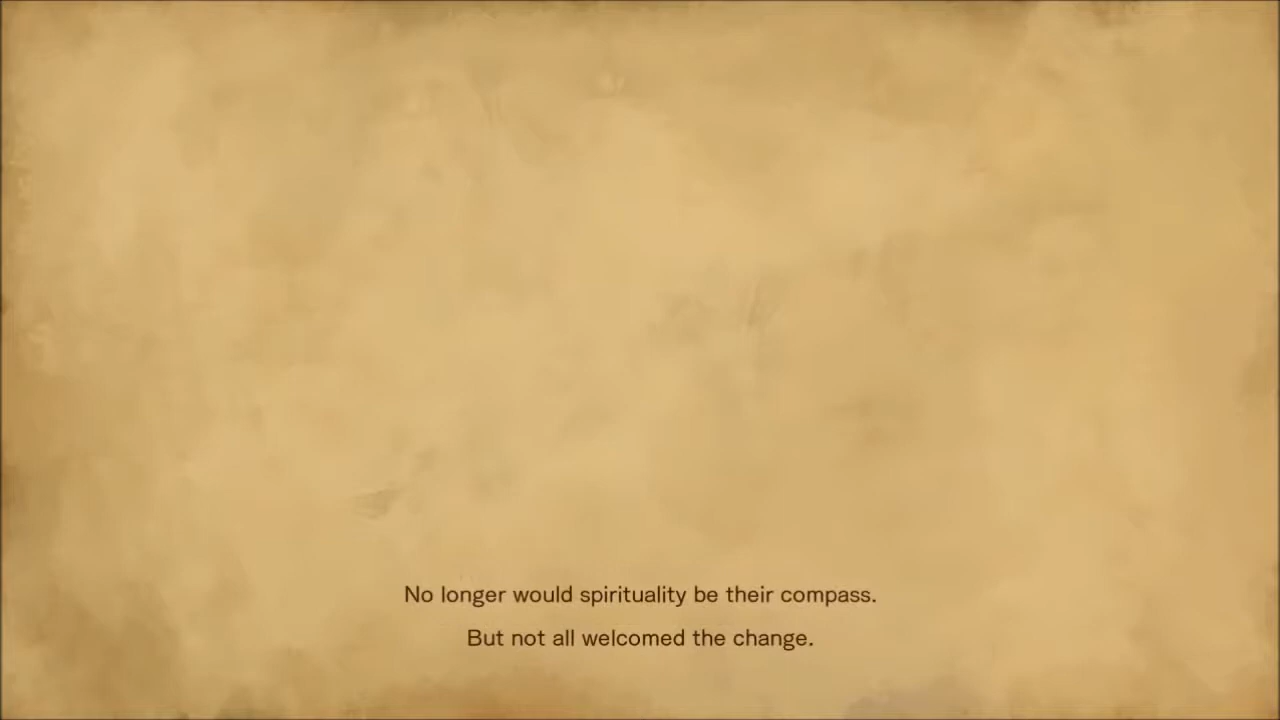 No longer would spirituality be their compass.
But not all welcomed the change.